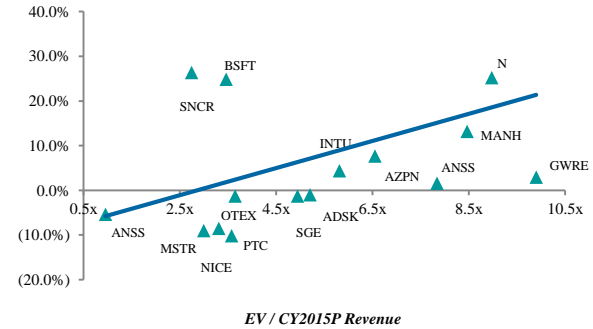 40.0%
30.0%
20.0%
10.0%
0.0%
(10.0%)
(20.0%)
0.5x 2.5x 4.5x 6.5x 8.5x 10.5x
BSFT
N
SNCR
MANH
INTU
AZPN
ANSS
GWRE
ANSS
OTEX
ADSK
SGE
MSTR
PTC
NICE
EV / CY2015P Revenue